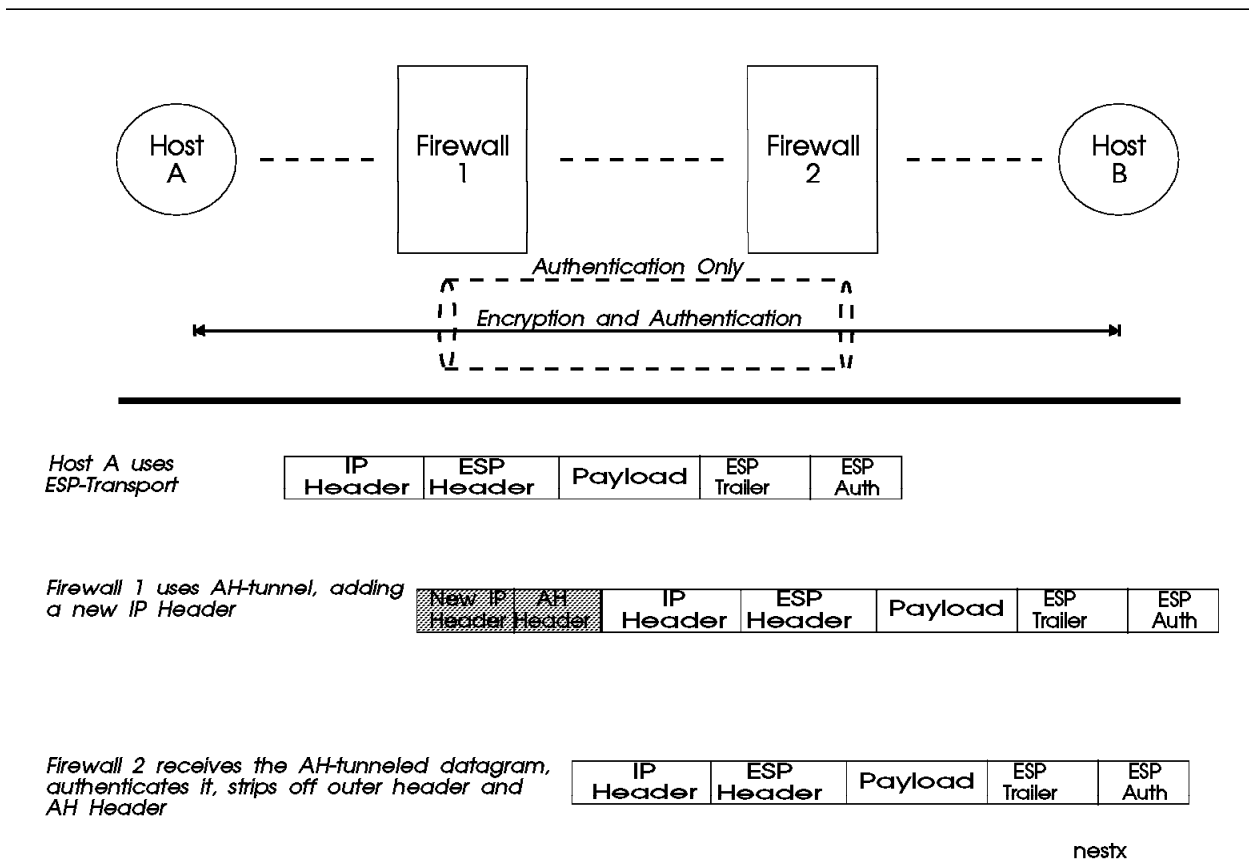 Host
A
Firewall
1
Firewall
2
Host
B
Authentication Only
Encryption and Authentication
Host A uses
ESP-Transport
IP
Header
ESP
Header
Payload
ESP
Trailer
ESP
Auth
Firewall 1 uses AH-tunnel, adding
a new IP Header
New IP
Header
AH
Header
IP
Header
ESP
Header
Payload
ESP
Trailer
ESP
Auth
Firewall 2 receives the AH-tunneled datagram,
authenticates it, strips off outer header and
AH Header
IP
Header
ESP
Header
Payload
ESP
Trailer
ESP
Auth
nestx